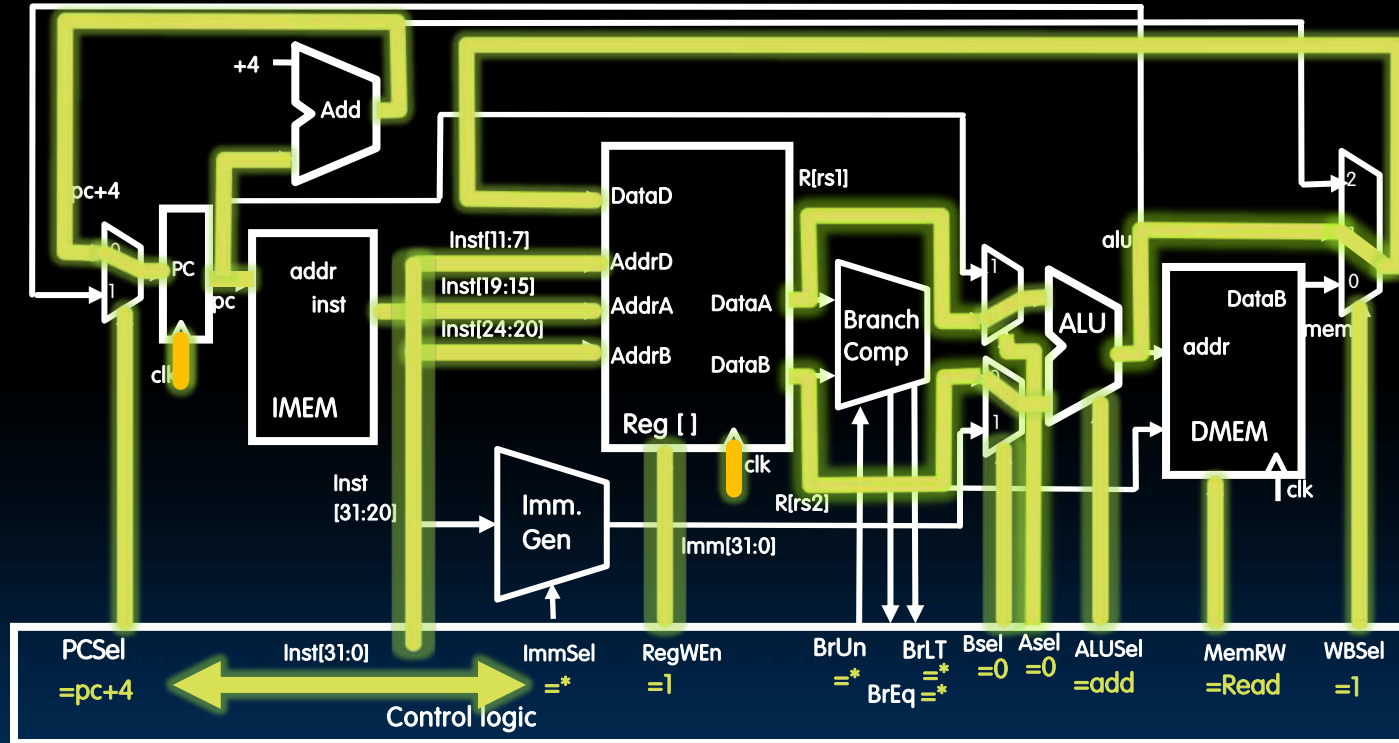 +4
Add
pc+4
0
1
PC
pc
clk
addr
inst
IMEM
Inst[11:7]
Inst[19:15]
Inst[24:20]
DataD
AddrD
AddrA
AddrB
DataA
DataB
Reg [ ]
clk
Inst
[31:20]
Imm.
Gen
Imm[31:0]
R[rs1]
R[rs2]
Branch
Comp
1
0
1
ALU
alu
DataB
addr
DMEM
clk
mem
2
1
0
PCSel
=pc+4
Inst[31:0]
Control logic
ImmSel
=*
RegWEn
=1
BrUn
=*
BrLT
=*
BrEq =*
Bsel
=0
Asel
=0
ALUSel
=add
MemRW
=Read
WBSel
=1